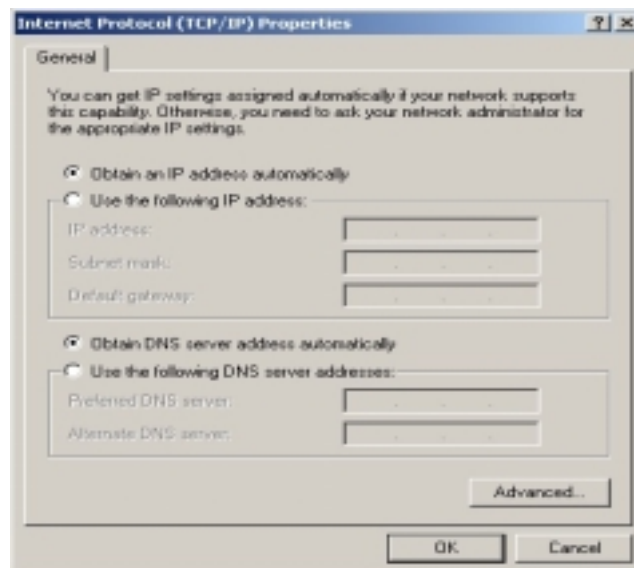 Internet Protocol (TCP/IP) Properties
General
You can get IP settings assigned automatically if your network supports
this capability. Otherwise, you need to ask your network administrator for
the appropriate IP settings.
Obtain an IP address automatically
Use the following IP address:
IP address:
Subnet mask:
Default gateway:
Obtain DNS server address automatically
Use the following DNS server addresses:
Preferred DNS server:
Alternate DNS server:
Advanced...
OK
Cancel